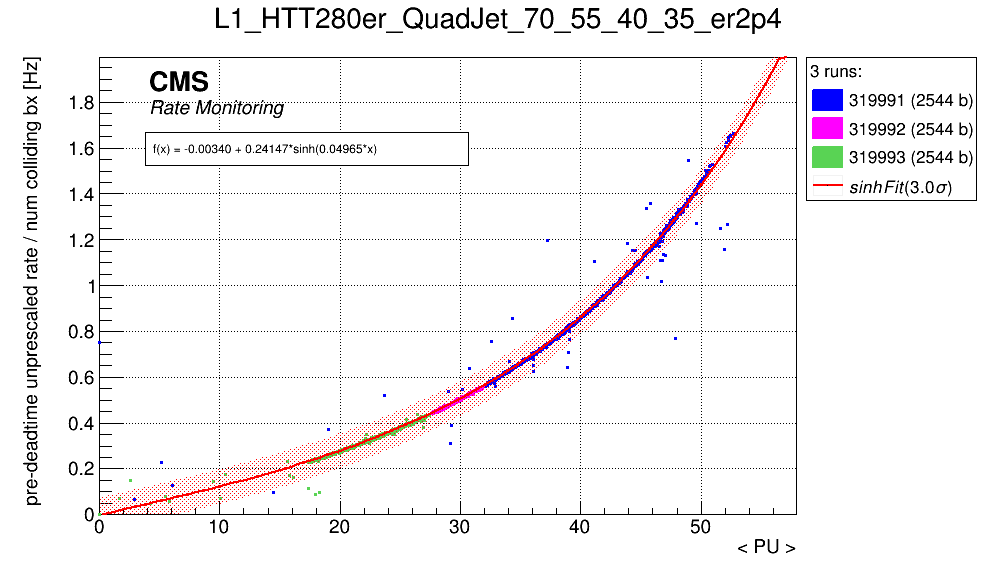 L1_HTT280er_QuadJet_70_55_40_35_er2p4
pre-deadtime unprescaled rate / num colliding bx [Hz]
CMS
Rate Monitoring
f(x) = -0.00340 + 0.24147*sinh(0.04965*x)
3 runs:
319991 (2544 b)
319992 (2544 b)
319993 (2544 b)
sinhFit(3.0σ)
1.8
1.6
1.4
1.2
1
0.8
0.6
0.4
0.2
0
0 10 20 30 40 50
< PU >